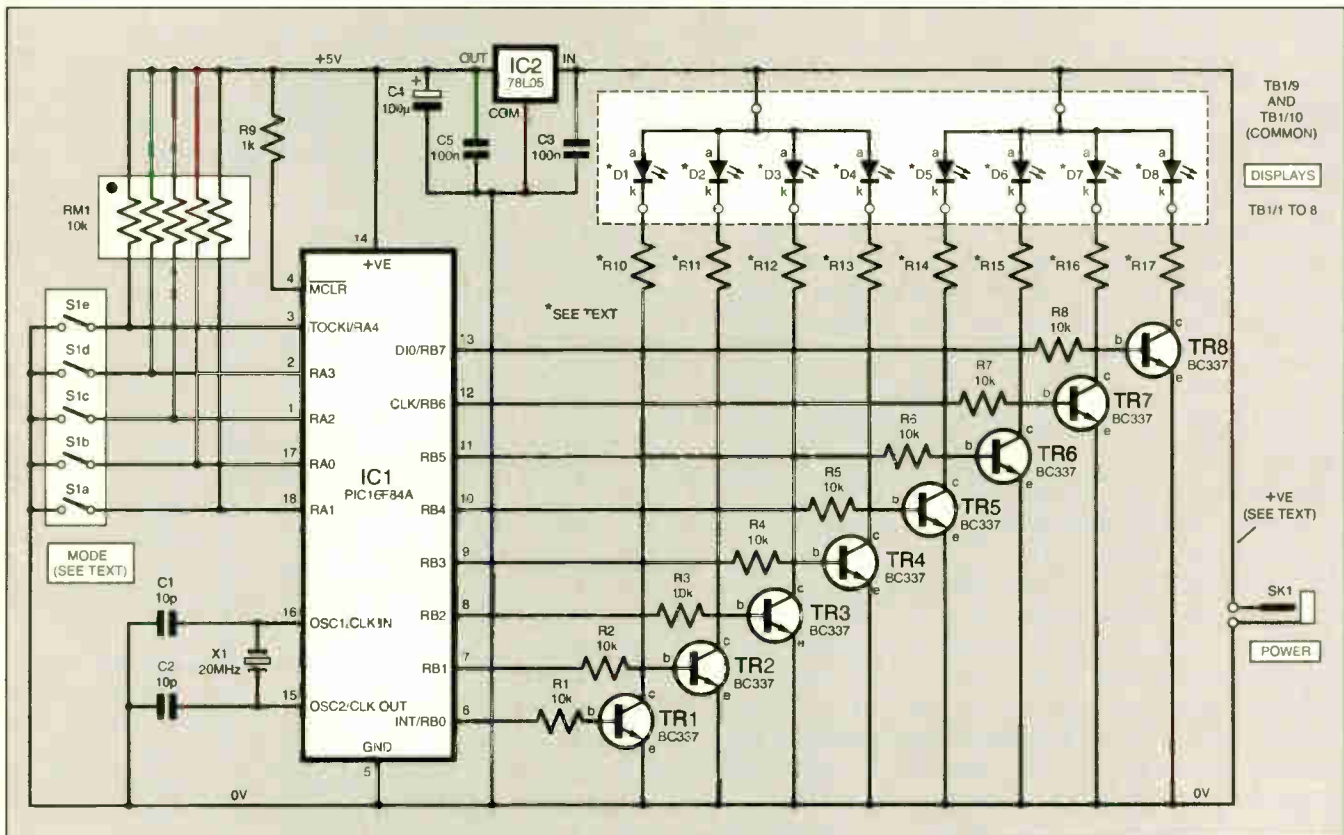 +5V
OUT
IC2
78L05
IN
COM
C4
100µ
+
C5
100n
C3
100n
R9
1k
RM1
10k
TB1/9
AND
TB1/10
(COMMON)
DISPLAYS
TB1/1 TO 8
a
*D1
k
a
*D2
k
a
*D3
k
a
*D4
k
a
*D5
k
a
*D6
k
a
*D7
k
a
*D8
k
*R10
*R11
*R12
*R13
*R14
*R15
*R16
*R17
*SEE TEXT
14
+VE
4
MCLR
S1e
3
TOCKI/RA4
S1d
2
RA3
S1c
1
RA2
S1b
17
RA0
S1a
18
RA1
MODE
(SEE TEXT)
IC1
PIC16F84A
C1
10p
C2
10p
X1
20MHz
16
OSC1/CLK IN
15
OSC2/CLK OUT
GND
5
0V
DI0/RB7
13
R8
10k
b
c
e
TR8
BC337
CLK/RB6
12
R7
10k
b
c
e
TR7
BC337
RB5
11
R6
10k
b
c
e
TR6
BC337
RB4
10
R5
10k
b
c
e
TR5
BC337
RB3
9
R4
10k
b
c
e
TR4
BC337
RB2
8
R3
10k
b
c
e
TR3
BC337
RB1
7
R2
10k
b
c
e
TR2
BC337
INT/RB0
6
R1
10k
b
c
e
TR1
BC337
+VE
(SEE TEXT)
SK1
POWER
0V